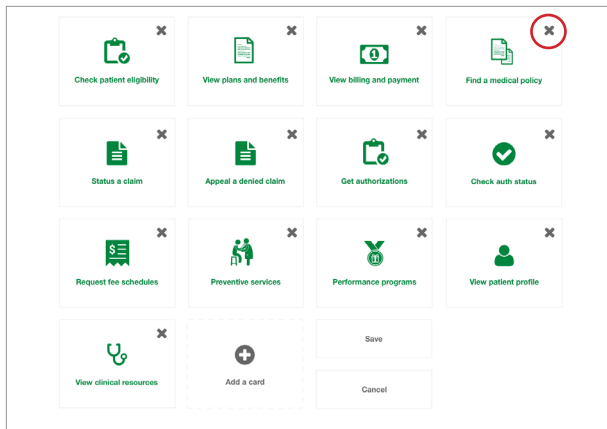 Check patient eligibility
View plans and benefits
View billing and payment
Find a medical policy
Status a claim
Appeal a denied claim
Get authorizations
Check auth status
Request fee schedules
Preventive services
Performance programs
View patient profile
View clinical resources
Add a card
Save
Cancel